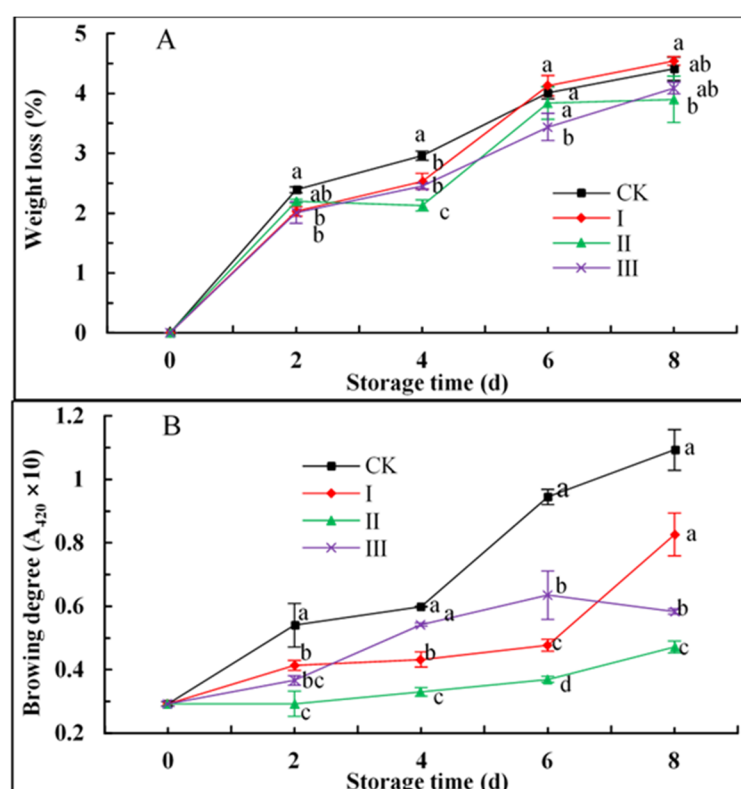 A
5
4
3
2
1
0
Weight loss (%)
a
ab
b
b
a
b
b
c
a
a
a
b
a
ab
ab
b
CK
I
II
III
0 2 4 6 8
Storage time (d)
B
1.2
1
0.8
0.6
0.4
0.2
Browing degree (A₄₂₀ × 10)
CK
I
II
III
a
b
bc
c
a
a
b
c
a
b
c
d
a
a
b
c
0 2 4 6 8
Storage time (d)